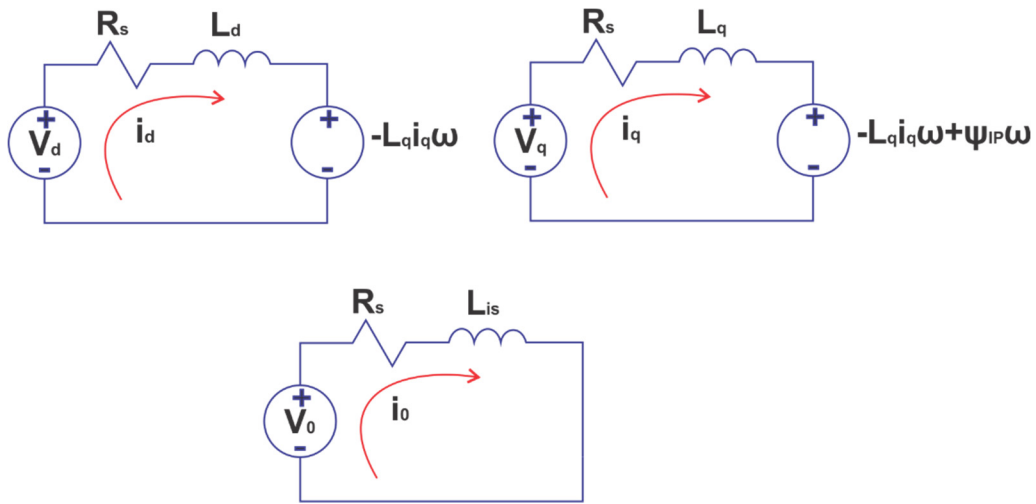 Rs Ld
+ Vd -
id
+ -
-Lqiqω
Rs Lq
+ Vq -
iq
+ -
-Lqiqω+ψIPω
Rs Lis
+ V0 -
i0